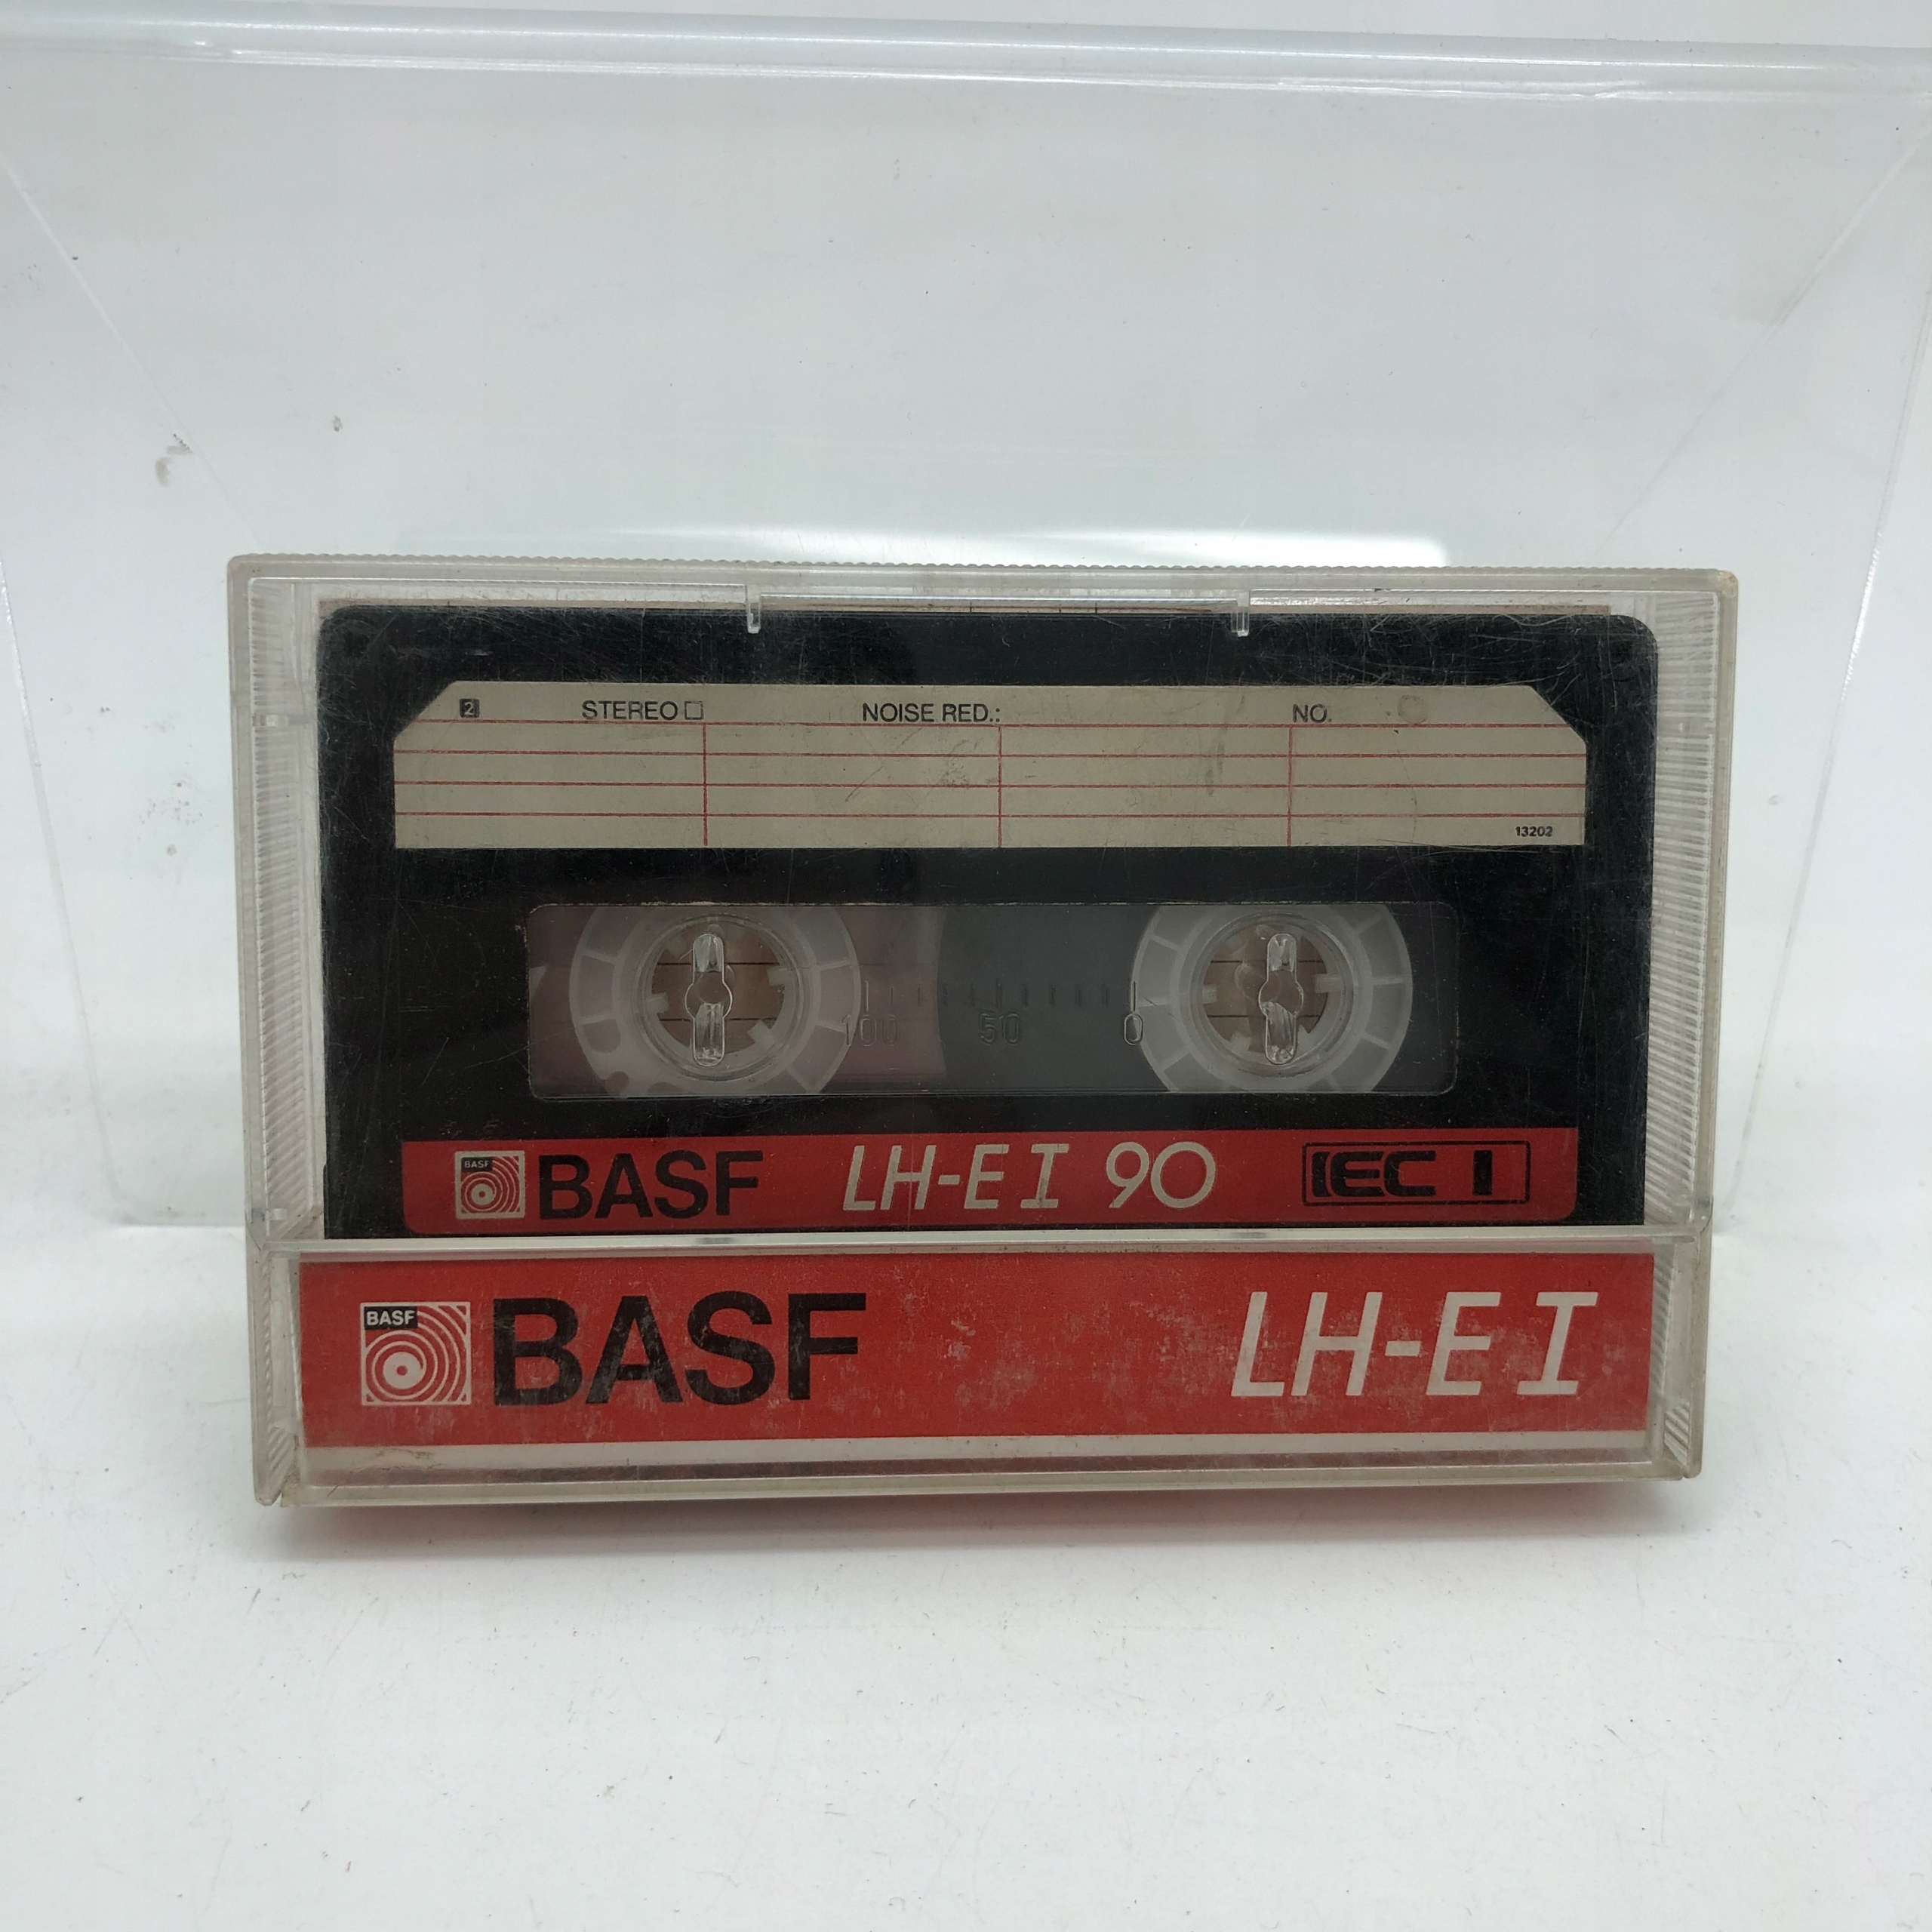 2 STEREO NOISE RED.: NO.
13202
100 50 0
BASF BASF LH-E I 90 IEC I
BASF BASF LH-E I